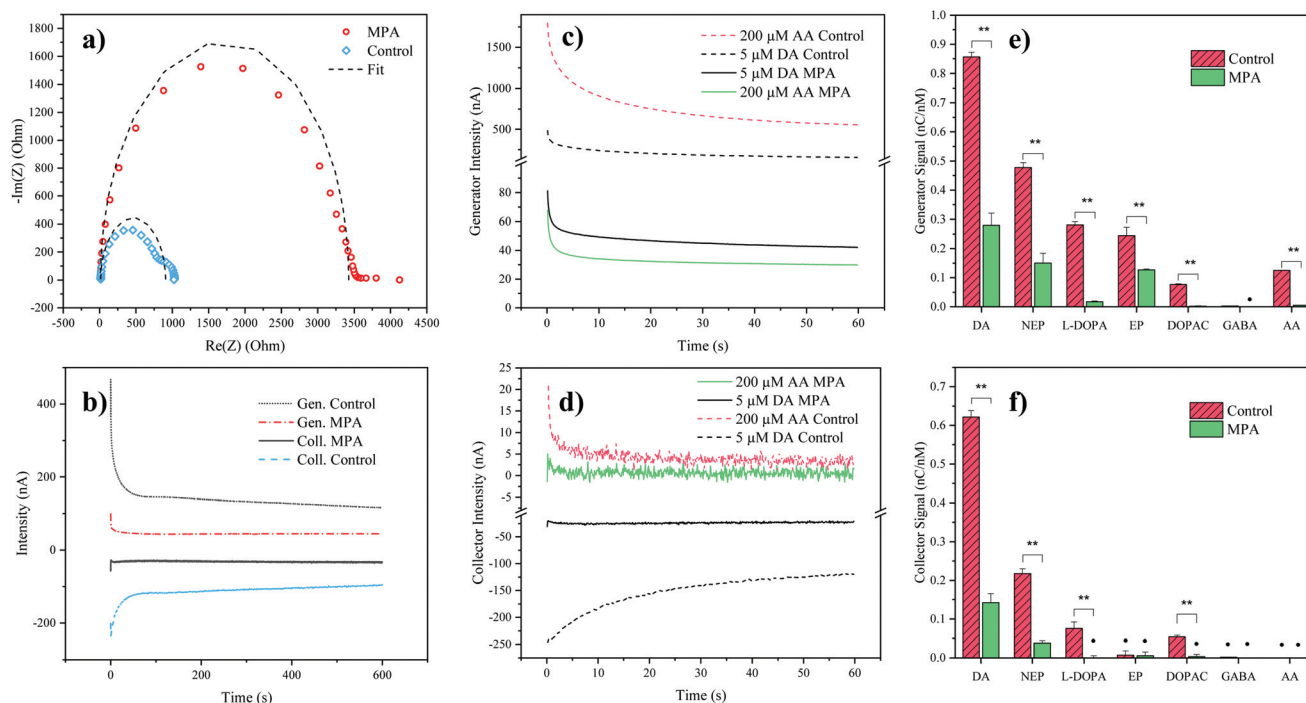 a)
MPA
Control
Fit
-Im(Z) (Ohm)
1800
1600
1400
1200
1000
800
600
400
200
0
-200
-500 0 500 1000 1500 2000 2500 3000 3500 4000 4500
Re(Z) (Ohm)
b)
Gen. Control
Gen. MPA
Coll. MPA
Coll. Control
Intensity (nA)
400
200
0
-200
0 200 400 600
Time (s)
c)
200 µM AA Control
5 µM DA Control
5 µM DA MPA
200 µM AA MPA
Generator Intensity (nA)
1500
1000
500
80
60
40
20
0
0 10 20 30 40 50 60
Time (s)
d)
200 µM AA MPA
5 µM DA MPA
200 µM AA Control
5 µM DA Control
Collector Intensity (nA)
25
20
15
10
5
0
5
-50
-100
-150
-200
-250
0 10 20 30 40 50 60
Time (s)
e)
Control
MPA
Generator Signal (nC/nM)
1.0
0.9
0.8
0.7
0.6
0.5
0.4
0.3
0.2
0.1
0.0
**
**
**
**
**
**
DA NEP L-DOPA EP DOPAC GABA AA
f)
Control
MPA
Collector Signal (nC/nM)
0.7
0.6
0.5
0.4
0.3
0.2
0.1
0.0
**
**
**
**
DA NEP L-DOPA EP DOPAC GABA AA